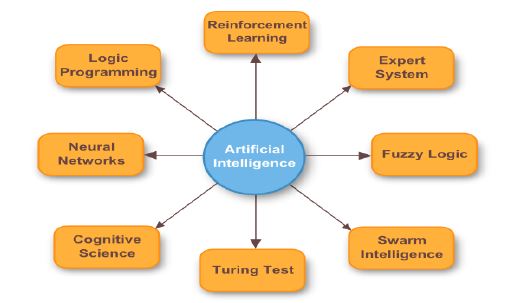 Reinforcement
Learning
Logic
Programming
Expert
System
Neural
Networks
Artificial
Intelligence
Fuzzy Logic
Cognitive
Science
Turing Test
Swarm
Intelligence